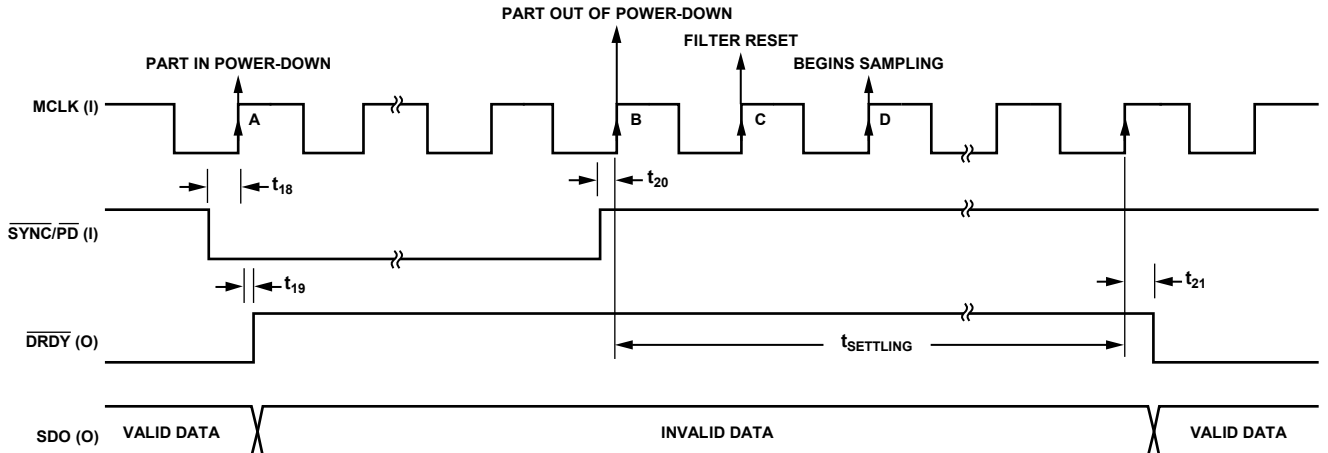 PART OUT OF POWER-DOWN
FILTER RESET
PART IN POWER-DOWN
BEGINS SAMPLING
MCLK (I)
A
B
C
D
t18
t20
SYNC/PD (I)
t19
t21
DRDY (O)
tSETTLING
SDO (O)
VALID DATA
INVALID DATA
VALID DATA